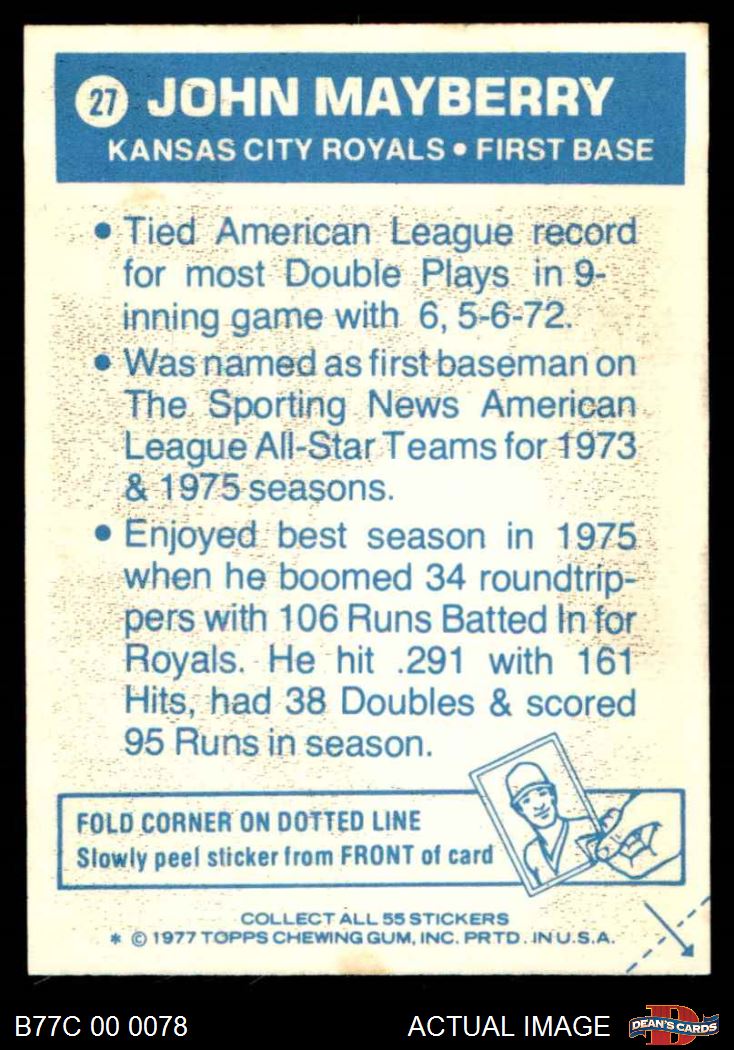 27 JOHN MAYBERRY
KANSAS CITY ROYALS • FIRST BASE
• Tied American League record
for most Double Plays in 9-
inning game with 6, 5-6-72.
• Was named as first baseman on
The Sporting News American
League All-Star Teams for 1973
& 1975 seasons.
• Enjoyed best season in 1975
when he boomed 34 roundtrip-
pers with 106 Runs Batted In for
Royals. He hit .291 with 161
Hits, had 38 Doubles & scored
95 Runs in season.
FOLD CORNER ON DOTTED LINE
Slowly peel sticker from FRONT of card
COLLECT ALL 55 STICKERS
* © 1977 TOPPS CHEWING GUM, INC. PRTD. IN U.S.A.
B77C 00 0078
ACTUAL IMAGE
D
DEAN'S CARDS